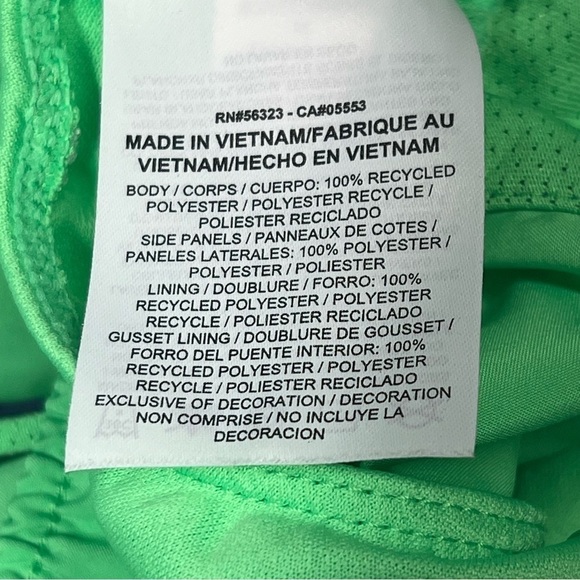 RN#56323 - CA#05553
MADE IN VIETNAM/FABRIQUE AU
VIETNAM/HECHO EN VIETNAM
BODY / CORPS / CUERPO: 100% RECYCLED
POLYESTER / POLYESTER RECYCLE /
POLIESTER RECICLADO
SIDE PANELS / PANNEAUX DE COTES /
PANELES LATERALES: 100% POLYESTER /
POLYESTER / POLIESTER
LINING / DOUBLURE / FORRO: 100%
RECYCLED POLYESTER / POLYESTER
RECYCLE / POLIESTER RECICLADO
GUSSET LINING / DOUBLURE DE GOUSSET /
FORRO DEL PUENTE INTERIOR: 100%
RECYCLED POLYESTER / POLYESTER
RECYCLE / POLIESTER RECICLADO
EXCLUSIVE OF DECORATION / DECORATION
NON COMPRISE / NO INCLUYE LA
DECORACION